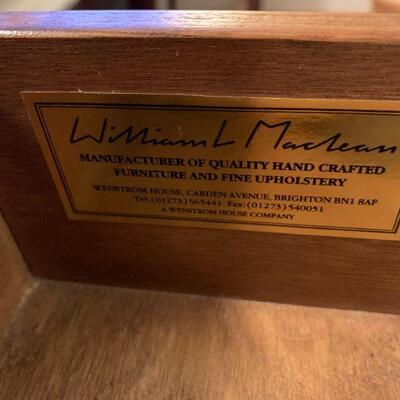 William L Maclean
MANUFACTURER OF QUALITY HAND CRAFTED
FURNITURE AND FINE UPHOLSTERY
WENSTROM HOUSE, CARDEN AVENUE, BRIGHTON BN1 8AF
Tel: (01273) 565441 Fax: (01273) 540051
A WENSTROM HOUSE COMPANY